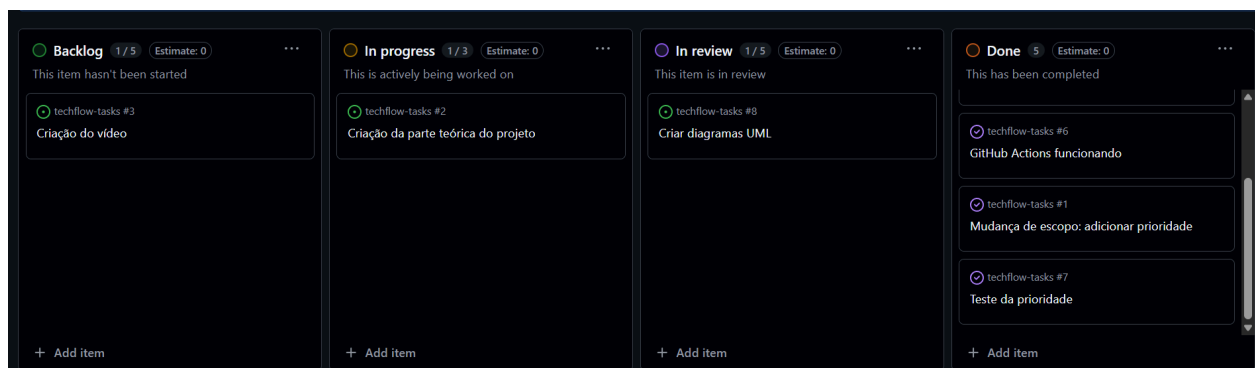 Backlog 1 / 5 Estimate: 0 ...
This item hasn't been started
techflow-tasks #3
Criação do vídeo
+ Add item
In progress 1 / 3 Estimate: 0 ...
This is actively being worked on
techflow-tasks #2
Criação da parte teórica do projeto
+ Add item
In review 1 / 5 Estimate: 0 ...
This item is in review
techflow-tasks #8
Criar diagramas UML
+ Add item
Done 5 Estimate: 0 ...
This has been completed
techflow-tasks #6
GitHub Actions funcionando
techflow-tasks #1
Mudança de escopo: adicionar prioridade
techflow-tasks #7
Teste da prioridade
+ Add item